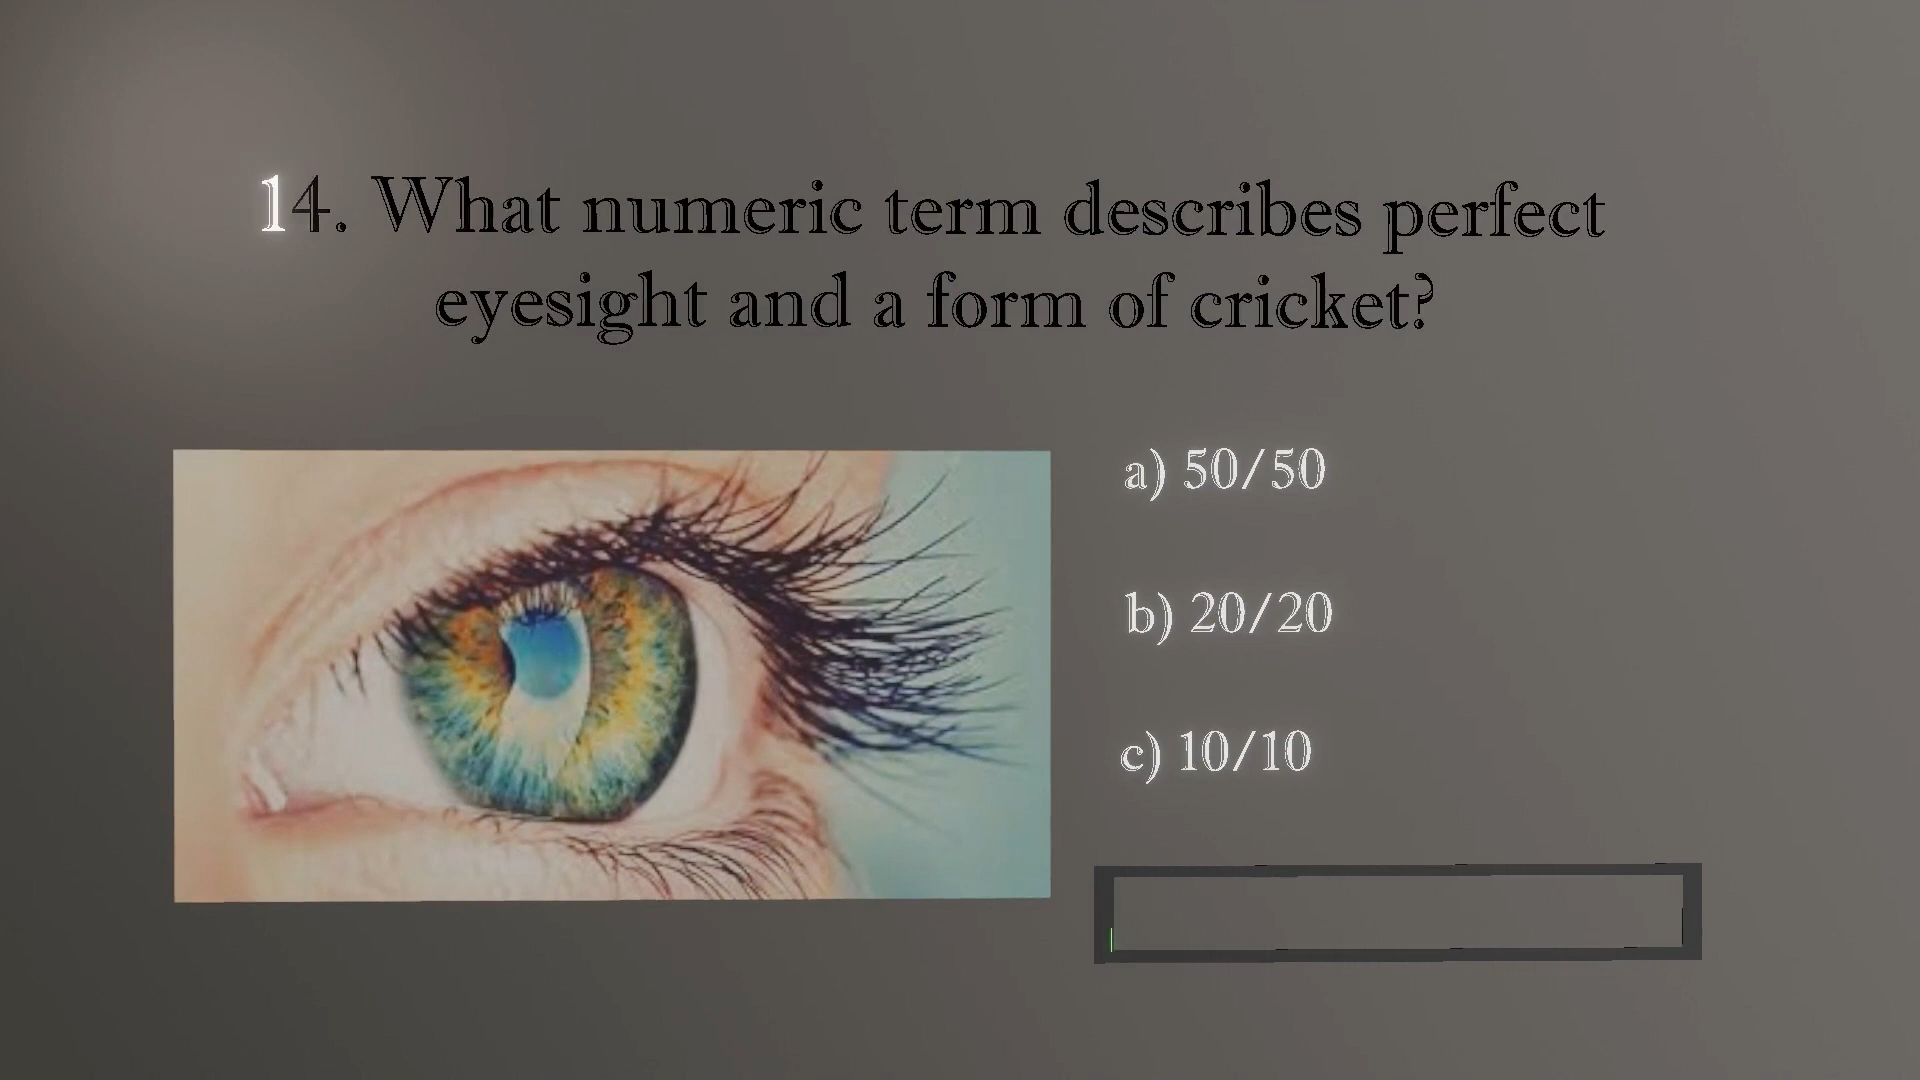 14. What numeric term describes perfect
eyesight and a form of cricket?
a) 50/50
b) 20/20
c) 10/10